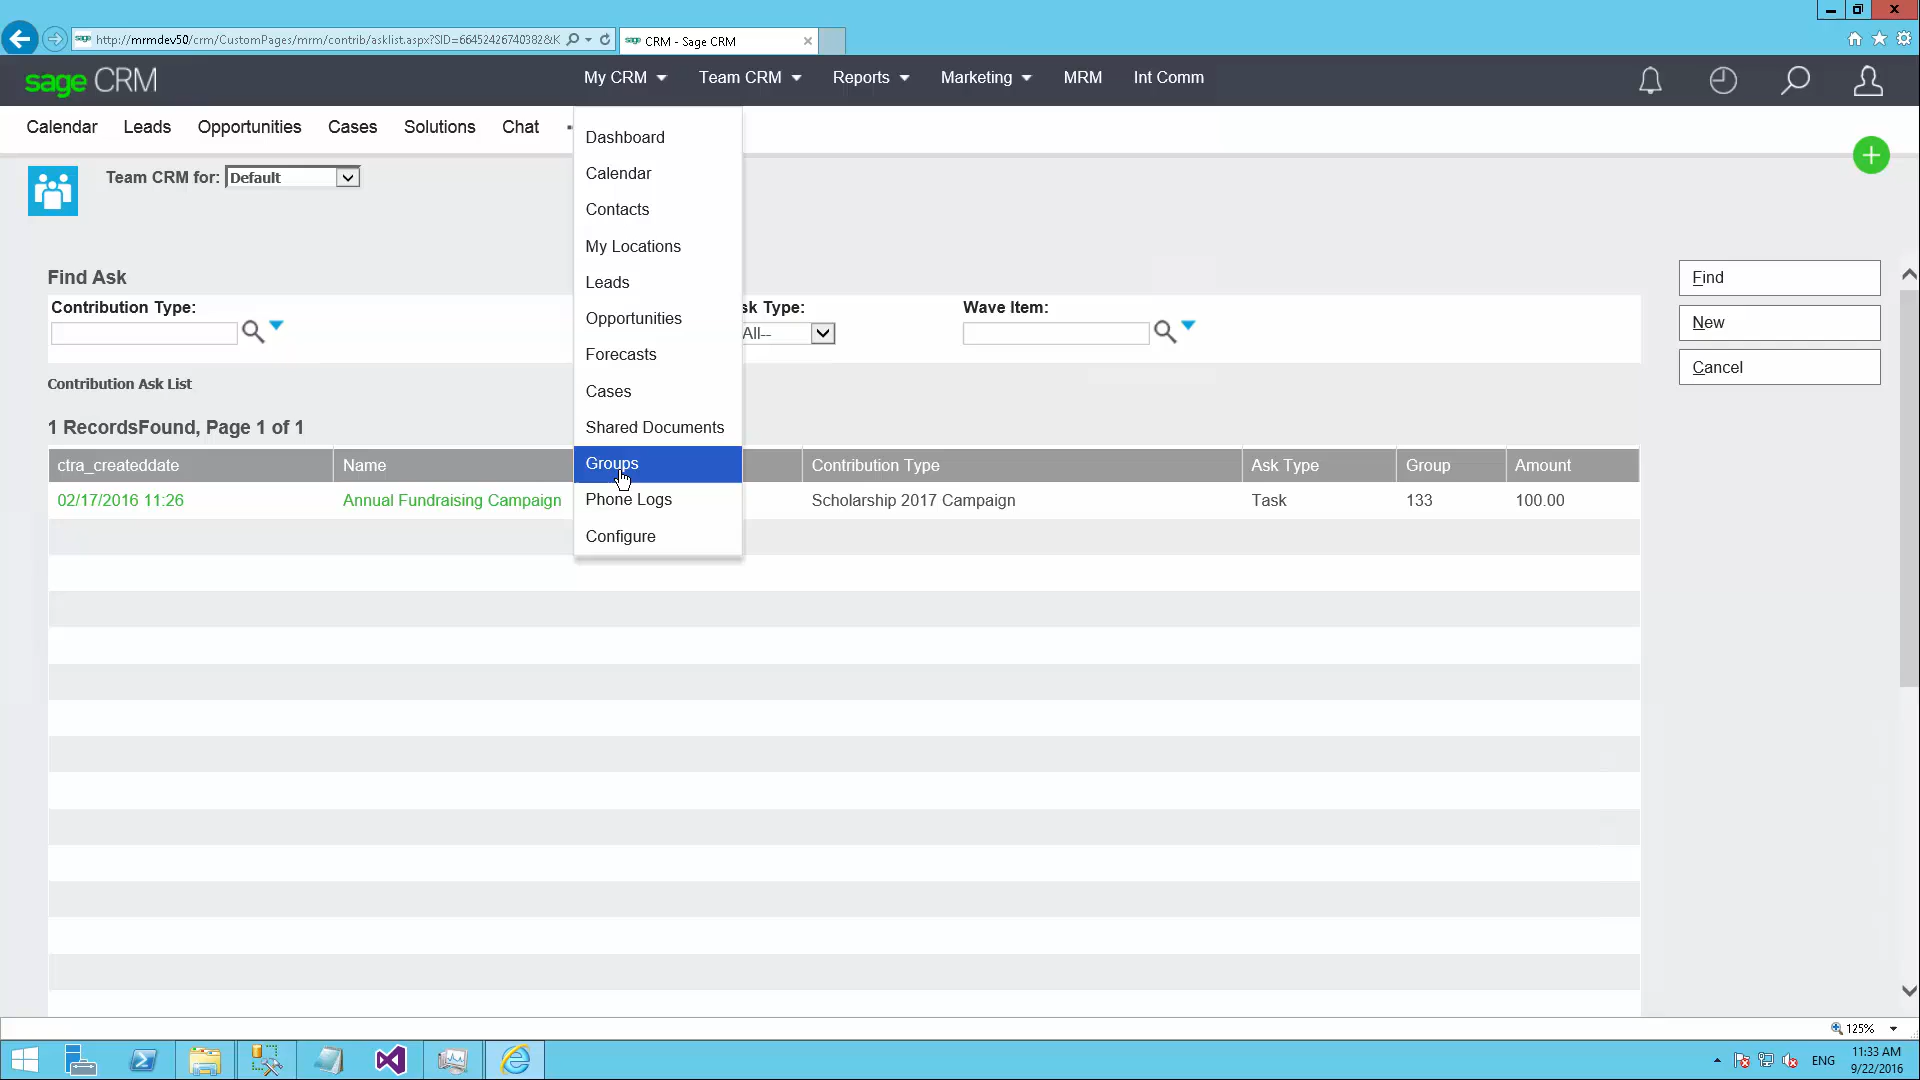 http://mrmdev50/crm/CustomPages/mrm/contrib/asklist.aspx?SID=66452426740382&K
CRM - Sage CRM
sage CRM
My CRM
Team CRM
Reports
Marketing
MRM
Int Comm
Calendar
Leads
Opportunities
Cases
Solutions
Chat
Dashboard
Calendar
Contacts
My Locations
Leads
Opportunities
Forecasts
Cases
Shared Documents
Groups
Phone Logs
Configure
Team CRM for: Default
Find Ask
Contribution Type:
sk Type:
All--
Wave Item:
Find
New
Cancel
Contribution Ask List
1 RecordsFound, Page 1 of 1
ctra_createddate Name Contribution Type Ask Type Group Amount
02/17/2016 11:26 Annual Fundraising Campaign Scholarship 2017 Campaign Task 133 100.00
125%
ENG
11:33 AM
9/22/2016